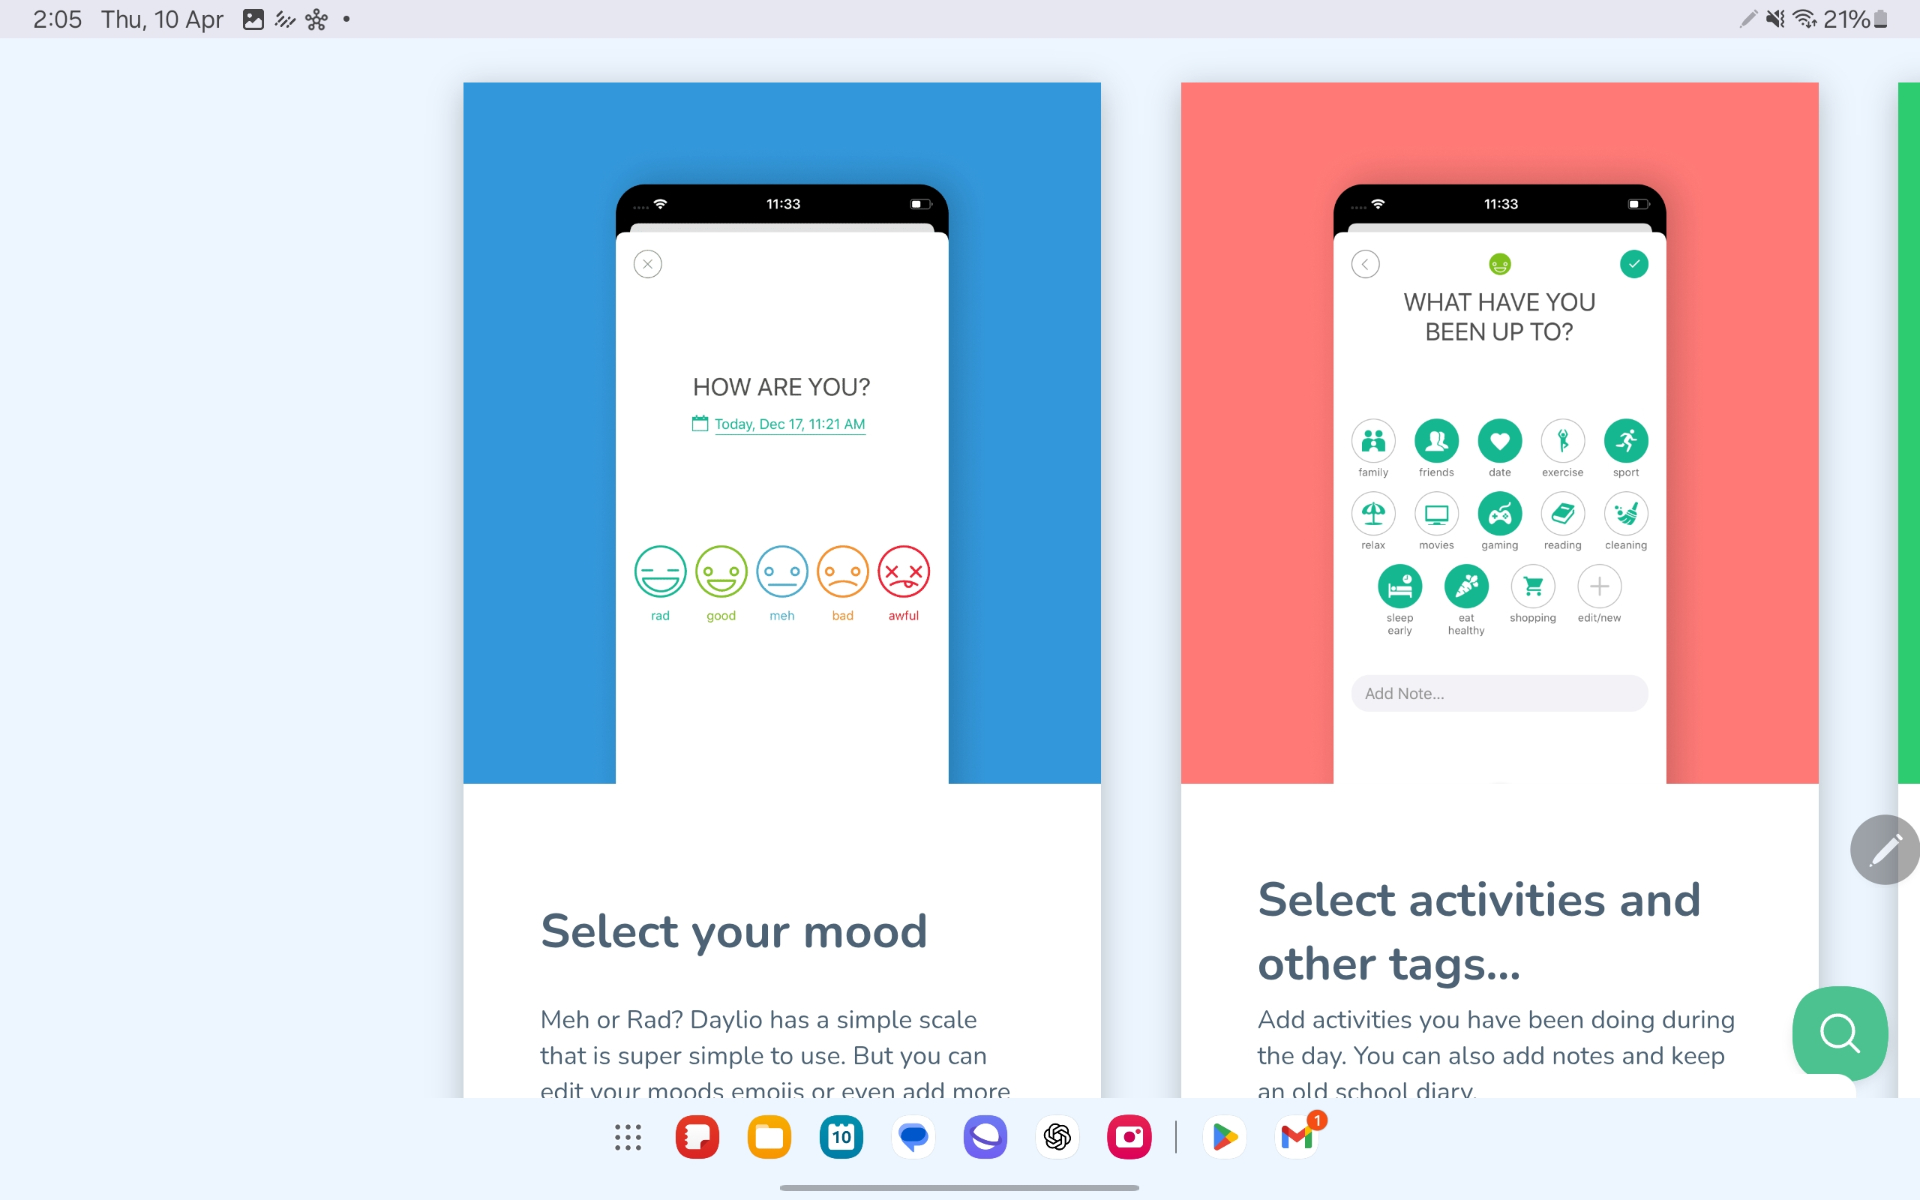 2:05 Thu, 10 Apr
21%
11:33
HOW ARE YOU?
Today, Dec 17, 11:21 AM
rad good meh bad awful
Select your mood
Meh or Rad? Daylio has a simple scale
that is super simple to use. But you can
edit your moods emojis or even add more
11:33
WHAT HAVE YOU
BEEN UP TO?
family friends date exercise sport
relax movies gaming reading cleaning
sleep early eat healthy shopping edit/new
Add Note...
Select activities and
other tags...
Add activities you have been doing during
the day. You can also add notes and keep
an old school diary.
10
1